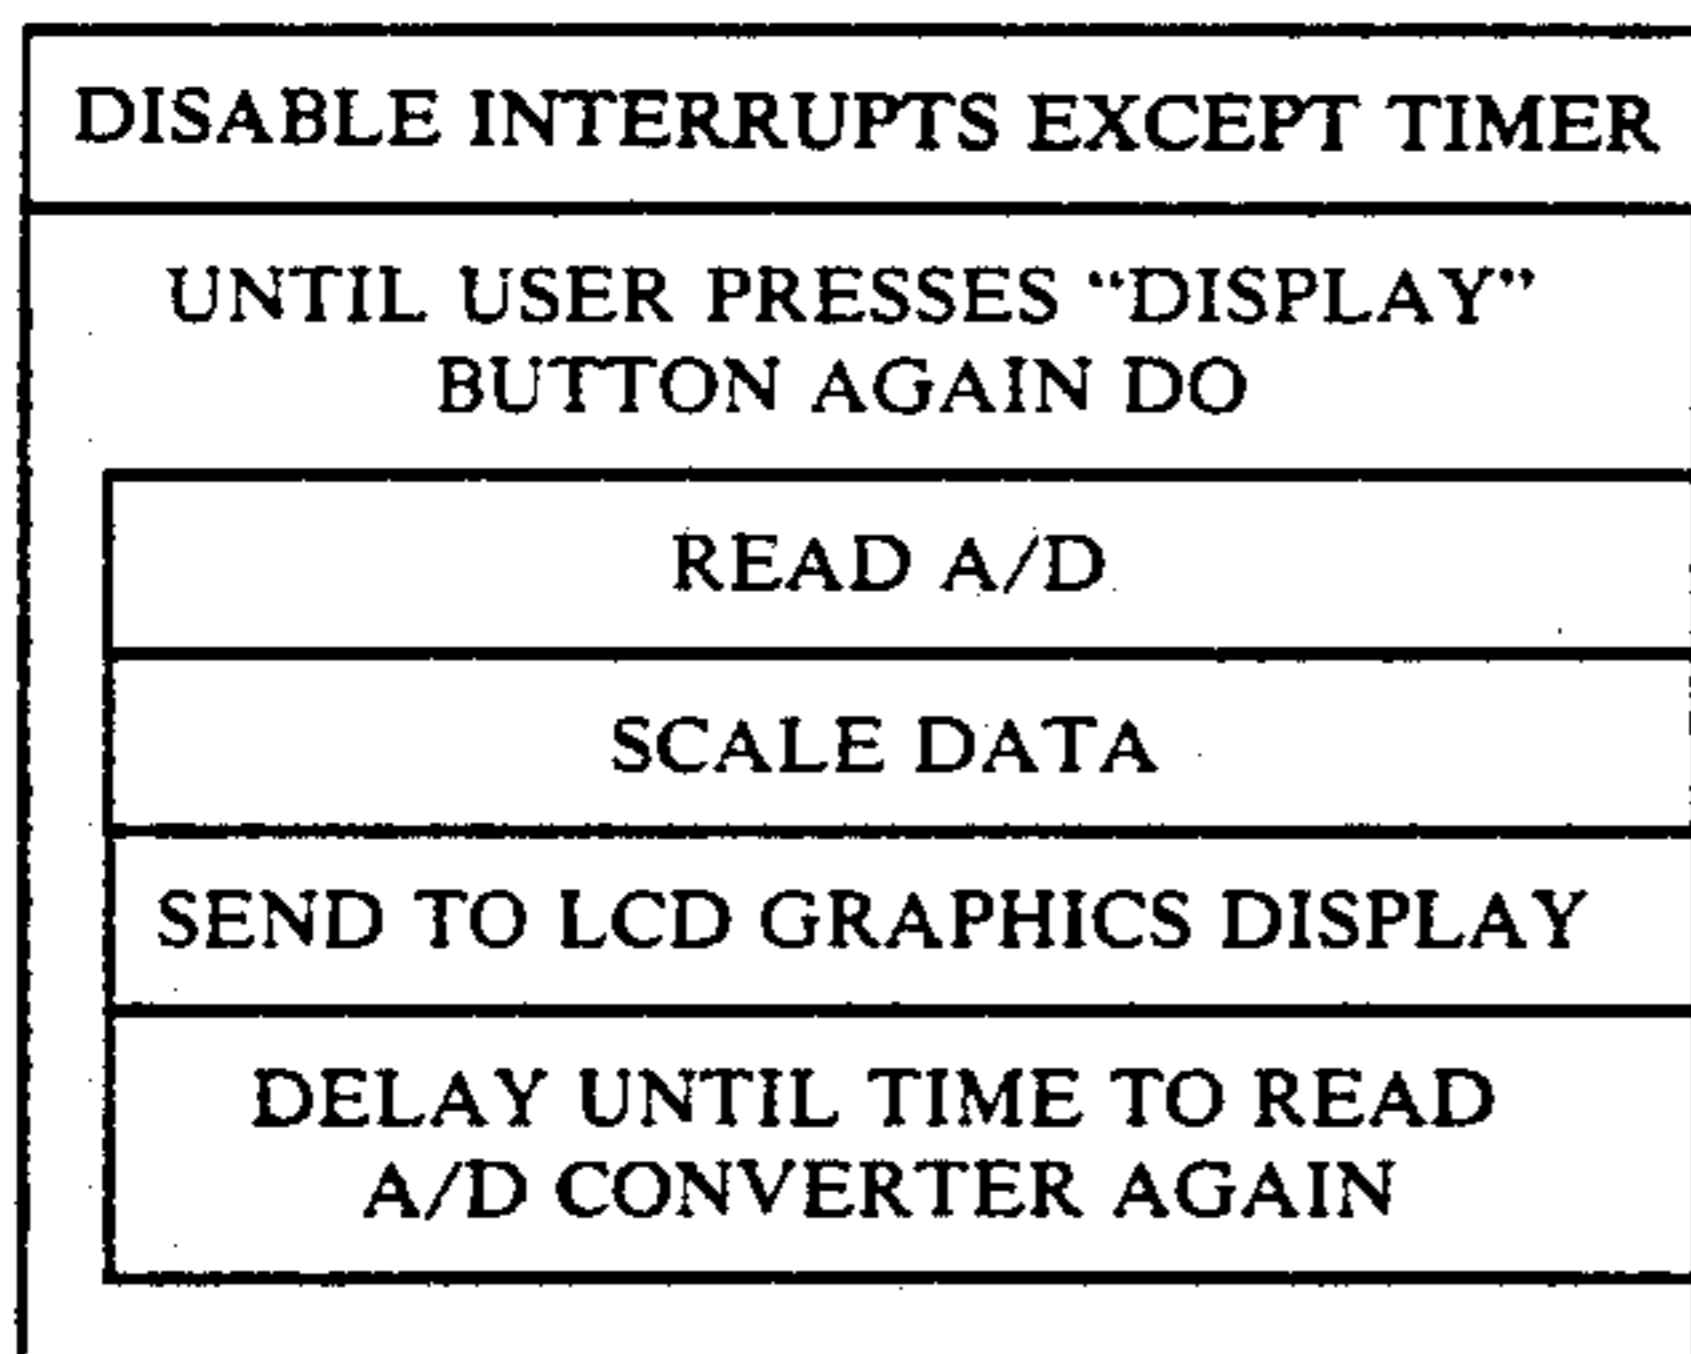 DISABLE INTERRUPTS EXCEPT TIMER
UNTIL USER PRESSES “DISPLAY”
BUTTON AGAIN DO
READ A/D
SCALE DATA
SEND TO LCD GRAPHICS DISPLAY
DELAY UNTIL TIME TO READ
A/D CONVERTER AGAIN